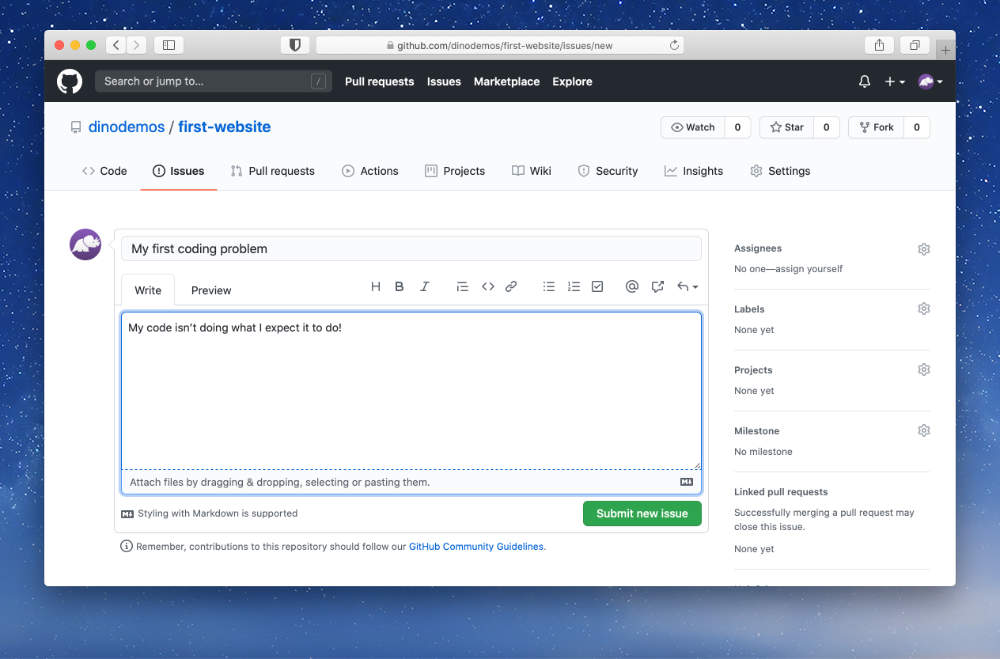 github.com/dinodemos/first-website/issues/new
Search or jump to... /
Pull requests Issues Marketplace Explore
dinodemos / first-website
Watch 0 Star 0 Fork 0
Code Issues Pull requests Actions Projects Wiki Security Insights Settings
My first coding problem
Write Preview
My code isn't doing what I expect it to do!
Attach files by dragging & dropping, selecting or pasting them.
Styling with Markdown is supported
Submit new issue
Remember, contributions to this repository should follow our GitHub Community Guidelines.
Assignees
No one—assign yourself
Labels
None yet
Projects
None yet
Milestone
No milestone
Linked pull requests
Successfully merging a pull request may
close this issue.
None yet